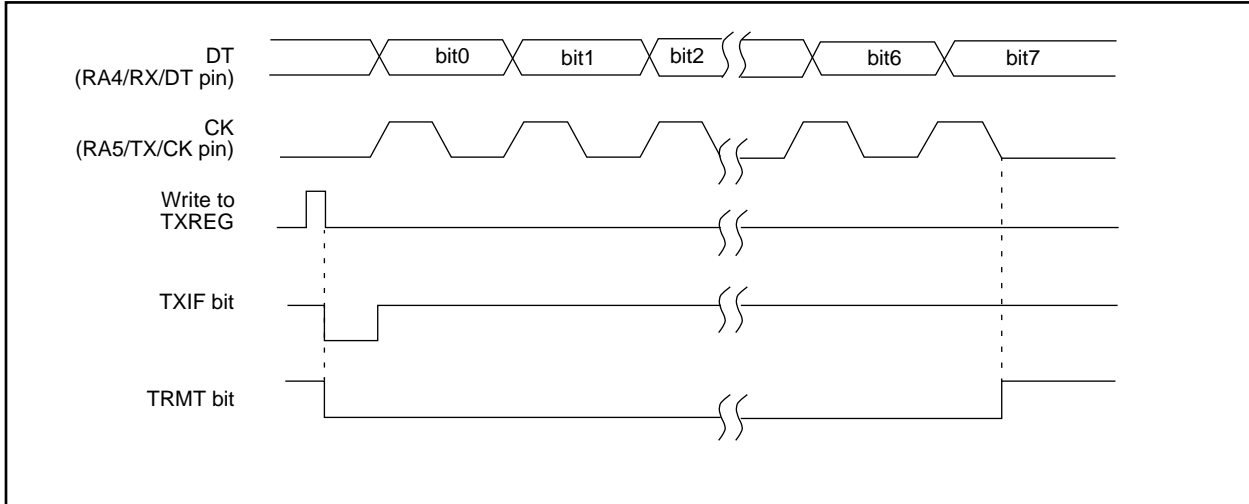 DT
(RA4/RX/DT pin)
bit0 bit1 bit2 bit6 bit7
CK
(RA5/TX/CK pin)
Write to
TXREG
TXIF bit
TRMT bit